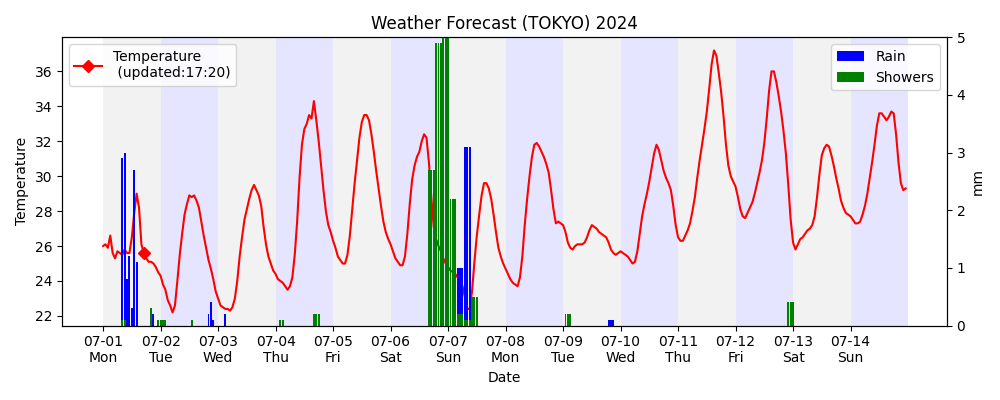 Weather Forecast (TOKYO) 2024
Temperature
(updated:17:20)
Rain
Showers
Temperature
36
34
32
30
28
26
24
22
5
4
3
2
1
0
mm
07-01 07-02 07-03 07-04 07-05 07-06 07-07 07-08 07-09 07-10 07-11 07-12 07-13 07-14
Mon Tue Wed Thu Fri Sat Sun Mon Tue Wed Thu Fri Sat Sun
Date